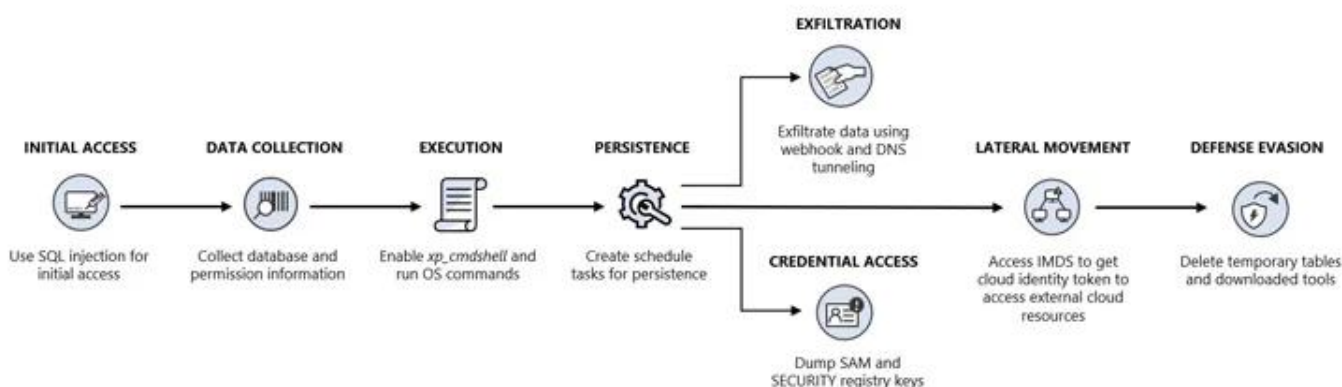 EXFILTRATION
Exfiltrate data using
webhook and DNS
tunneling
INITIAL ACCESS
Use SQL injection for
initial access
DATA COLLECTION
Collect database and
permission information
EXECUTION
Enable xp_cmdshell and
run OS commands
PERSISTENCE
Create schedule
tasks for persistence
CREDENTIAL ACCESS
Dump SAM and
SECURITY registry keys
LATERAL MOVEMENT
Access IMDS to get
cloud identity token to
access external cloud
resources
DEFENSE EVASION
Delete temporary tables
and downloaded tools